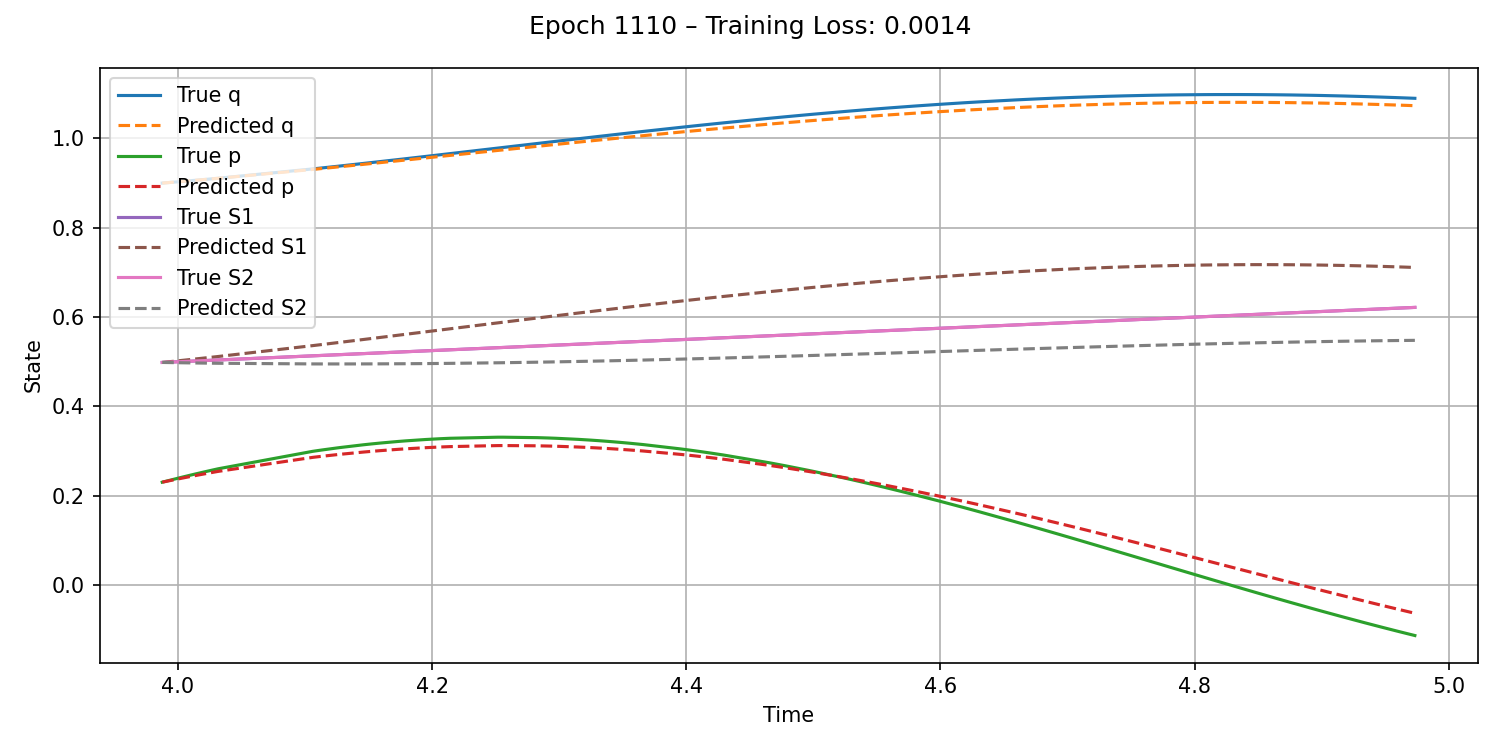 Epoch 1110 – Training Loss: 0.0014
True q
Predicted q
True p
Predicted p
True S1
Predicted S1
True S2
Predicted S2
1.0
0.8
0.6
0.4
0.2
0.0
State
4.0 4.2 4.4 4.6 4.8 5.0
Time